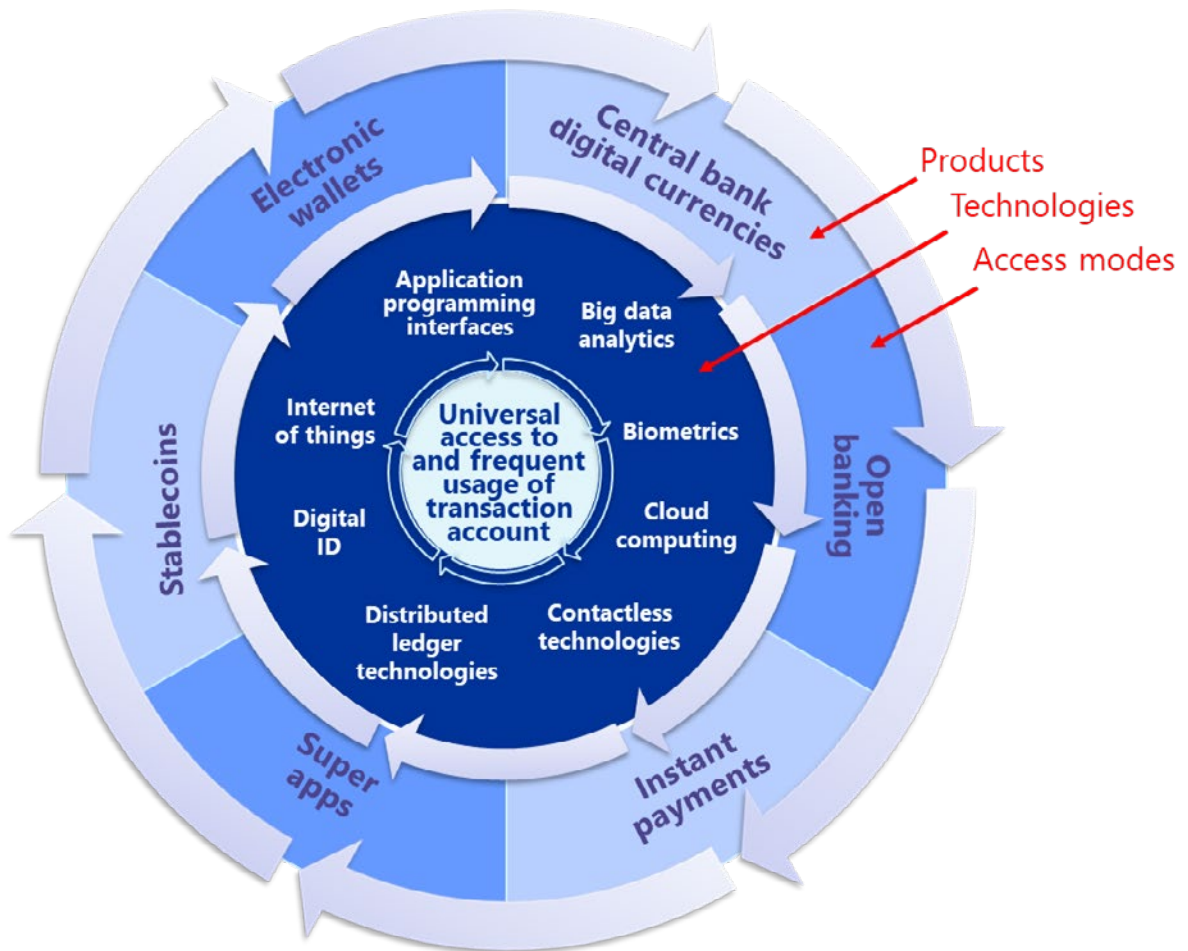 Electronic
wallets
Central bank
digital currencies
Products
Technologies
Access modes
Open
banking
Instant
payments
Super
apps
Stablecoins
Application
programming
interfaces
Big data
analytics
Biometrics
Cloud
computing
Contactless
technologies
Distributed
ledger
technologies
Digital
ID
Internet
of things
Universal
access to
and frequent
usage of
transaction
account